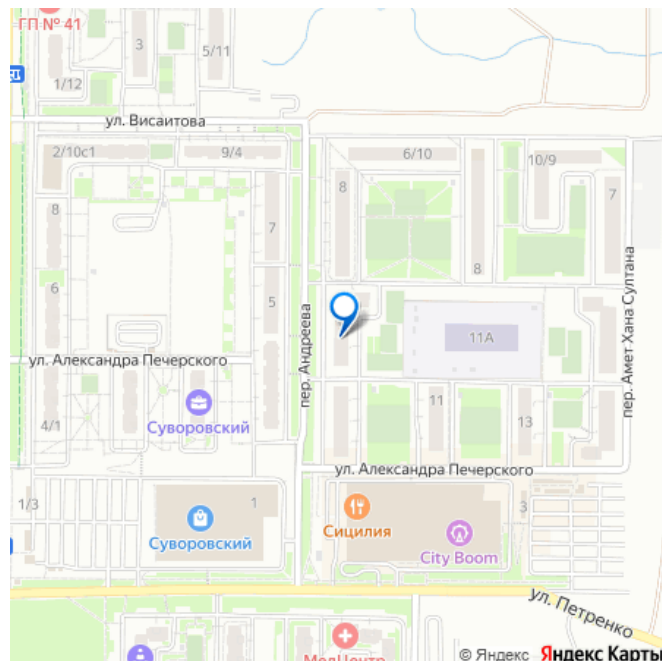 ГП № 41
3
5/11
1/12
ул. Висаитова
2/10с1
9/4
6/10
10/9
8
7
8
7
8
6
5
пер. Андреева
пер. Амет Хана Султана
11А
ул. Александра Печерского
4/1
Суворовский
11
13
ул. Александра Печерского
1/3
1
3
Суворовский
Сицилия
City Boom
ул. Петренко
МедЦентр
© Яндекс Яндекс Карты